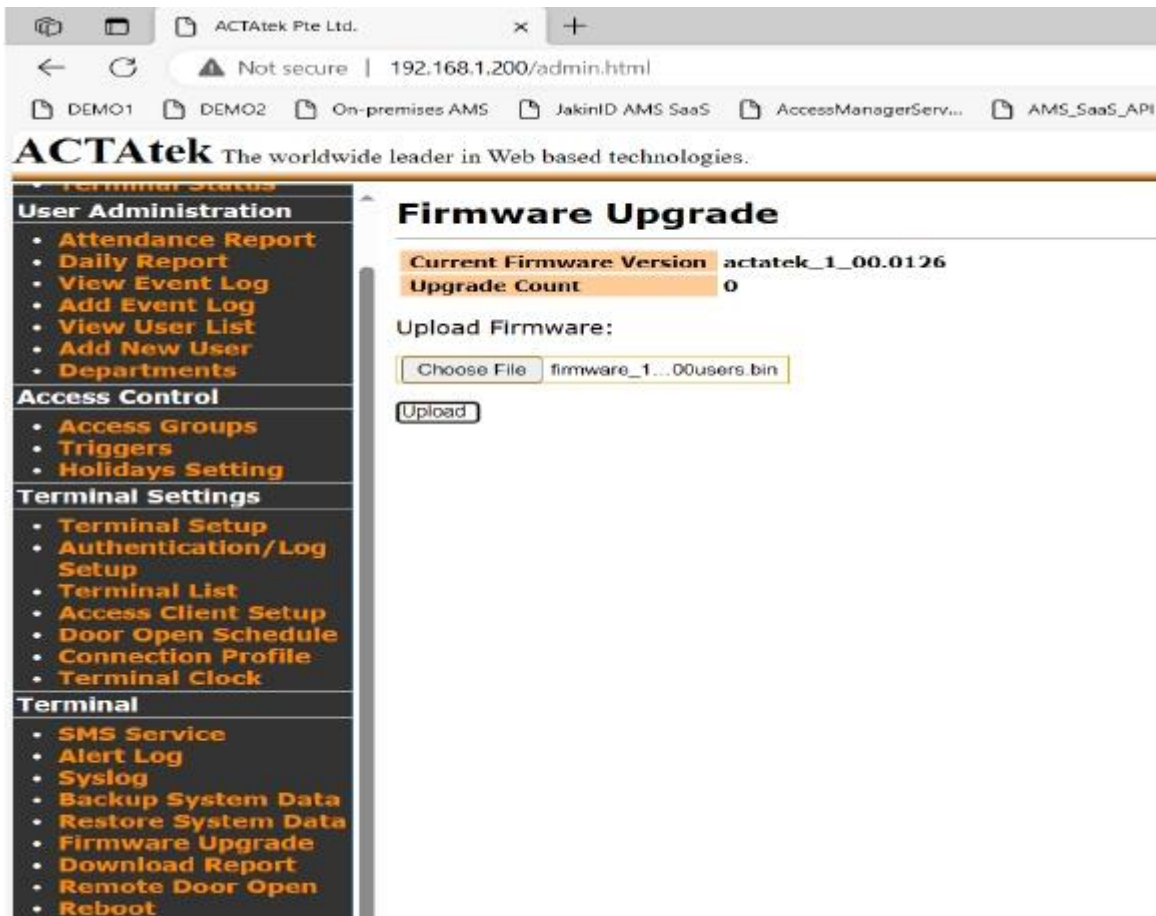 ACTAtek Pte Ltd.
Not secure | 192.168.1.200/admin.html
DEMO1 DEMO2 On-premises AMS JakinID AMS SaaS AccessManagerServ... AMS_SaaS_API
ACTAtek The worldwide leader in Web based technologies.
Terminal Status
User Administration
• Attendance Report
• Daily Report
• View Event Log
• Add Event Log
• View User List
• Add New User
• Departments
Access Control
• Access Groups
• Triggers
• Holidays Setting
Terminal Settings
• Terminal Setup
• Authentication/Log
Setup
• Terminal List
• Access Client Setup
• Door Open Schedule
• Connection Profile
• Terminal Clock
Terminal
• SMS Service
• Alert Log
• Syslog
• Backup System Data
• Restore System Data
• Firmware Upgrade
• Download Report
• Remote Door Open
• Reboot
Firmware Upgrade
Current Firmware Version actatek_1_00.0126
Upgrade Count 0
Upload Firmware:
Choose File firmware_1...00users.bin
Upload